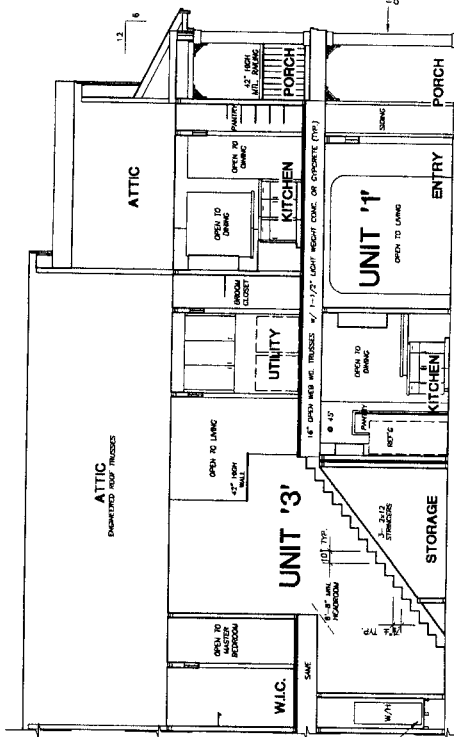 12
6
ATTIC
ATTIC
ENGINEERED ROOF TRUSSES
42" HIGH
MTL. RAILING
PORCH
PANTRY
OPEN TO
DINING
OPEN TO
DINING
KITCHEN
BROOM
CLOSET
UTILITY
OPEN TO LIVING
42" HIGH
WALL
UNIT '3'
OPEN TO
MASTER
BEDROOM
W.I.C.
16" OPEN WEB WD. TRUSSES W/ 1-1/2" LIGHT WEIGHT CONC. OR GYPCRETE (TYP.)
SAME
SIDING
PORCH
ENTRY
UNIT '1'
OPEN TO LIVING
OPEN TO
DINING
KITCHEN
@ 45°
PANTRY
REF'G
3- 2x12
STRINGERS
STORAGE
10" TYP.
6'-8" MIN.
HEADROOM
TYP.
W/H